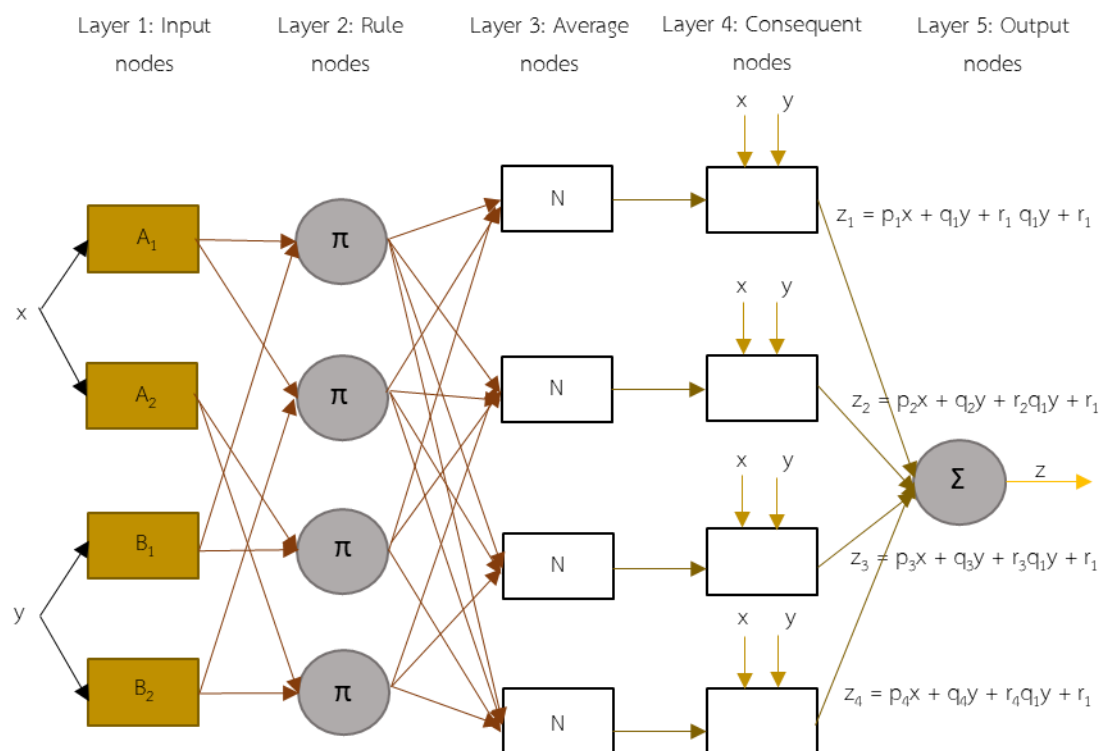 Layer 1: Input
nodes
Layer 2: Rule
nodes
Layer 3: Average
nodes
Layer 4: Consequent
nodes
Layer 5: Output
nodes
x y
A₁
π
N
z₁ = p₁x + q₁y + r₁ q₁y + r₁
x
x y
A₂
π
N
z₂ = p₂x + q₂y + r₂q₁y + r₁
x y
Σ
z
B₁
π
N
z₃ = p₃x + q₃y + r₃q₁y + r₁
y
x y
B₂
π
N
z₄ = p₄x + q₄y + r₄q₁y + r₁